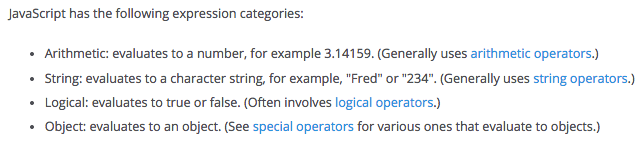 JavaScript has the following expression categories:
• Arithmetic: evaluates to a number, for example 3.14159. (Generally uses arithmetic operators.)
• String: evaluates to a character string, for example, "Fred" or "234". (Generally uses string operators.)
• Logical: evaluates to true or false. (Often involves logical operators.)
• Object: evaluates to an object. (See special operators for various ones that evaluate to objects.)